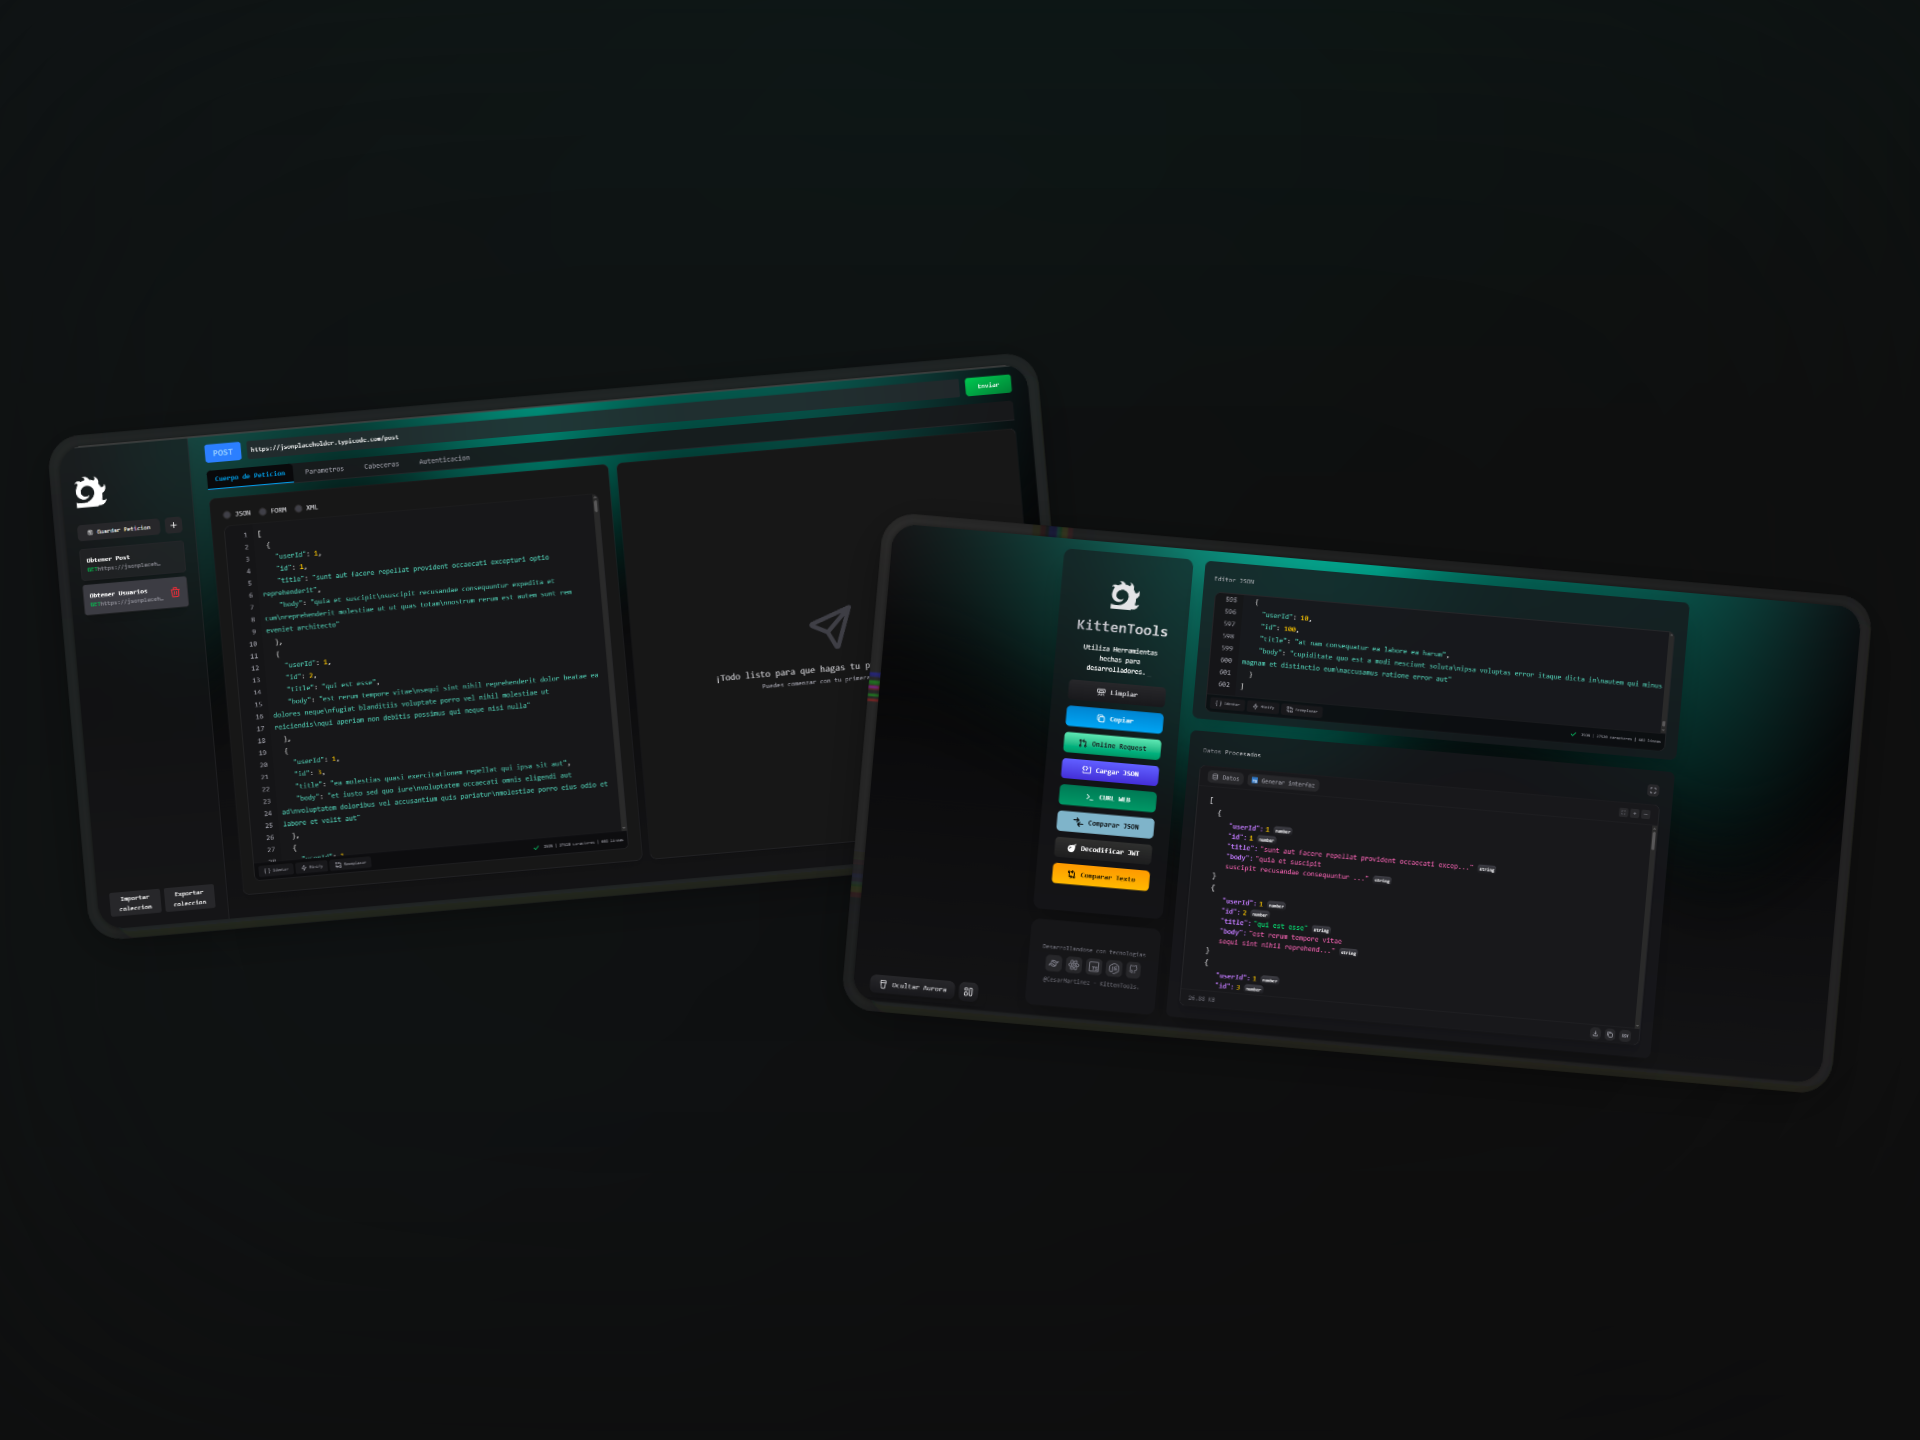 POST
https://jsonplaceholder.typicode.com/post
Enviar
Cuerpo de Peticion
Parametros
Cabeceras
Autenticacion
Guardar Peticion
+
Obtener Post
GET https://jsonplaceh…
Obtener Usuarios
GET https://jsonplaceh…
Importar coleccion
Exportar coleccion
JSON
FORM
XML
1 [
2 {
3 "userId": 1,
4 "id": 1,
5 "title": "sunt aut facere repellat provident occaecati excepturi optio
6 reprehenderit",
7 "body": "quia et suscipit\nsuscipit recusandae consequuntur expedita et
8 cum\nreprehenderit molestiae ut ut quas totam\nnostrum rerum est autem sunt rem
9 eveniet architecto"
10 },
11 {
12 "userId": 1,
13 "id": 2,
14 "title": "qui est esse",
15 "body": "est rerum tempore vitae\nsequi sint nihil reprehenderit dolor beatae ea
16 dolores neque\nfugiat blanditiis voluptate porro vel nihil molestiae ut
17 reiciendis\nqui aperiam non debitis possimus qui neque nisi nulla"
18 },
19 {
20 "userId": 1,
21 "id": 3,
22 "title": "ea molestias quasi exercitationem repellat qui ipsa sit aut",
23 "body": "et iusto sed quo iure\nvoluptatem occaecati omnis eligendi aut
24 ad\nvoluptatem doloribus vel accusantium quis pariatur\nmolestiae porro eius odio et
25 labore et velit aut"
26 },
27 {
28 "userId": 1,
¡Todo listo para que hagas tu p
Puedes comenzar con tu primer
KittenTools
Utiliza Herramientas
hechas para
desarrolladores.
Limpiar
Copiar
Online Request
Cargar JSON
CURL WEB
Comparar JSON
Decodificar JWT
Comparar Texto
Desarrollandose con tecnologias
@CesarMartinez - KittenTools.
Ocultar Aurora
Editor JSON
595 {
596 "userId": 10,
597 "id": 100,
598 "title": "at nam consequatur ea labore ea harum",
599 "body": "cupiditate quo est a modi nesciunt soluta\nipsa voluptas error itaque dicta in\nautem qui minus
600 magnam et distinctio eum\naccusamus ratione error aut"
601 }
602 ]
Datos Procesados
Datos
Generar Interfaz
[
{
"userId": 1 number
"id": 1 number
"title": "sunt aut facere repellat provident occaecati excep..." string
"body": "quia et suscipit
suscipit recusandae consequuntur ..." string
}
{
"userId": 1 number
"id": 2 number
"title": "qui est esse" string
"body": "est rerum tempore vitae
sequi sint nihil reprehend..." string
}
{
"userId": 1 number
"id": 3 number